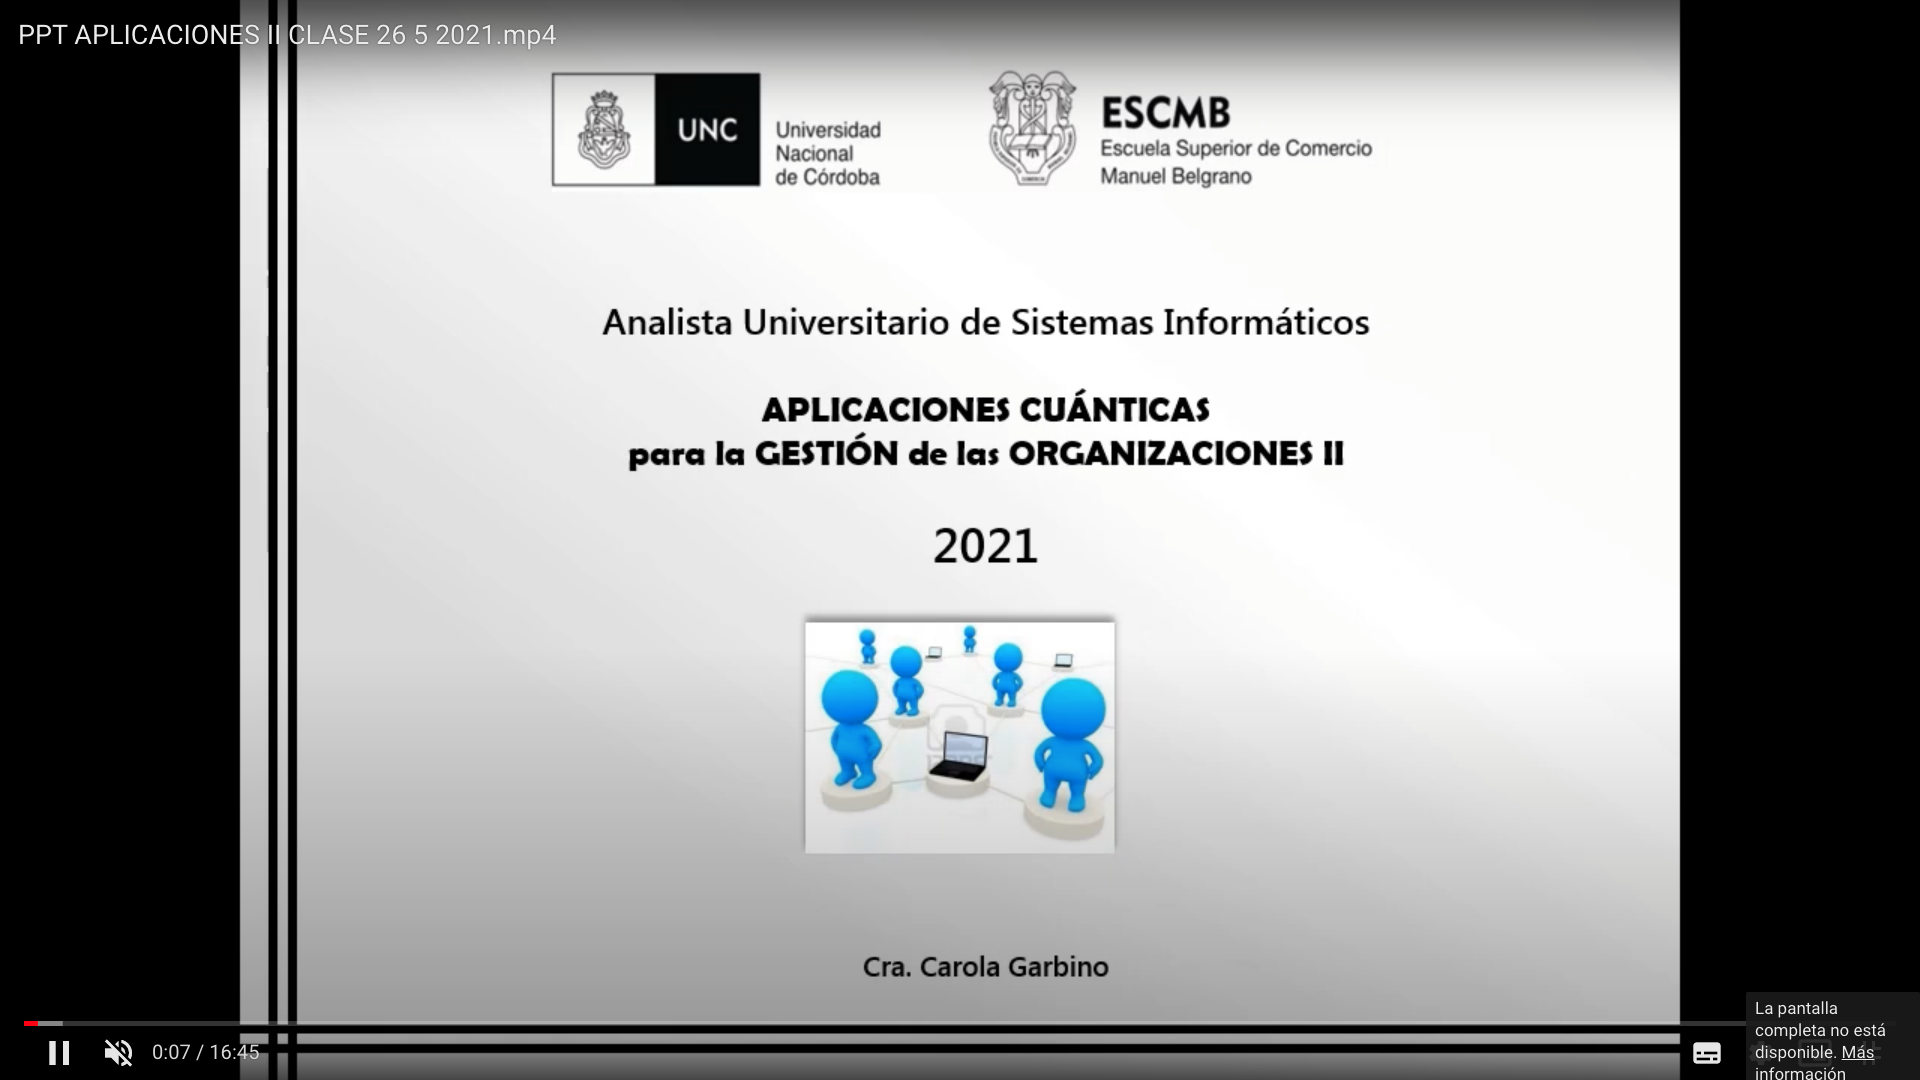 PPT APLICACIONES II CLASE 26 5 2021.mp4
UNC
Universidad
Nacional
de Córdoba
ESCMB
Escuela Superior de Comercio
Manuel Belgrano
Analista Universitario de Sistemas Informáticos
APLICACIONES CUÁNTICAS
para la GESTIÓN de las ORGANIZACIONES II
2021
Cra. Carola Garbino
0:07 / 16:45
La pantalla
completa no está
disponible. Más
información